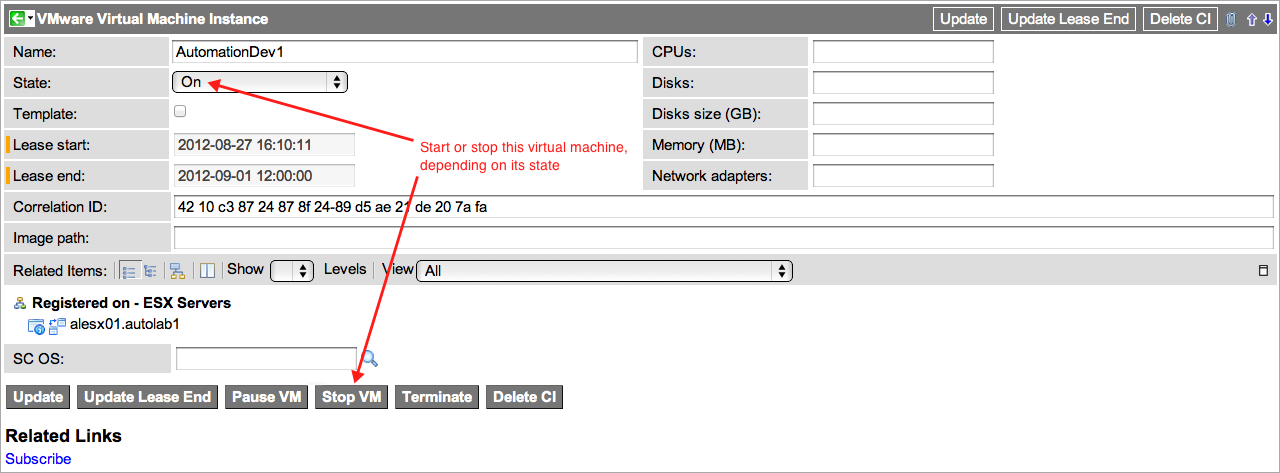 VMware Virtual Machine Instance Update Update Lease End Delete CI
Name: AutomationDev1 CPUs:
State: On Disks:
Template: Disks size (GB):
Lease start: 2012-08-27 16:10:11 Memory (MB):
Start or stop this virtual machine,
depending on its state
Lease end: 2012-09-01 12:00:00 Network adapters:
Correlation ID: 42 10 c3 87 24 87 8f 24-89 d5 ae 21 de 20 7a fa
Image path:
Related Items: Show Levels View All
Registered on - ESX Servers
alesx01.autolab1
SC OS:
Update Update Lease End Pause VM Stop VM Terminate Delete CI
Related Links
Subscribe